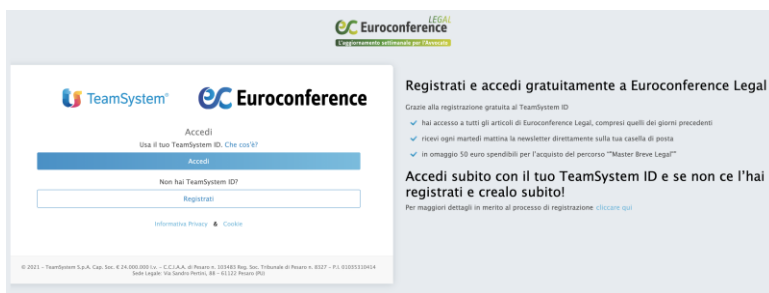 LEGAL
Euroconference
L'aggiornamento settimanale per l'Avvocato
TeamSystem®
Euroconference
Accedi
Usa il tuo TeamSystem ID. Che cos'è?
Accedi
Non hai TeamSystem ID?
Registrati
Informativa Privacy & Cookie
© 2021 - TeamSystem S.p.A. Cap. Soc. € 24.000.000 I.v. - C.C.I.A.A. di Pesaro n. 103483 Reg. Soc. Tribunale di Pesaro n. 8327 - P.I. 01035310414
Sede Legale: Via Sandro Pertini, 88 - 61122 Pesaro (PU)
Registrati e accedi gratuitamente a Euroconference Legal
Grazie alla registrazione gratuita al TeamSystem ID
hai accesso a tutti gli articoli di Euroconference Legal, compresi quelli dei giorni precedenti
ricevi ogni martedì mattina la newsletter direttamente sulla tua casella di posta
in omaggio 50 euro spendibili per l'acquisto del percorso ""Master Breve Legal""
Accedi subito con il tuo TeamSystem ID e se non ce l'hai
registrati e crealo subito!
Per maggiori dettagli in merito al processo di registrazione cliccare qui